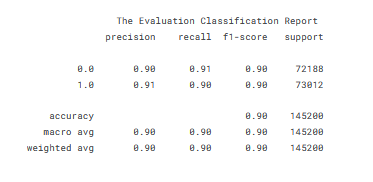 The Evaluation Classification Report
precision recall f1-score support
0.0 0.90 0.91 0.90 72188
1.0 0.91 0.90 0.90 73012
accuracy 0.90 145200
macro avg 0.90 0.90 0.90 145200
weighted avg 0.90 0.90 0.90 145200